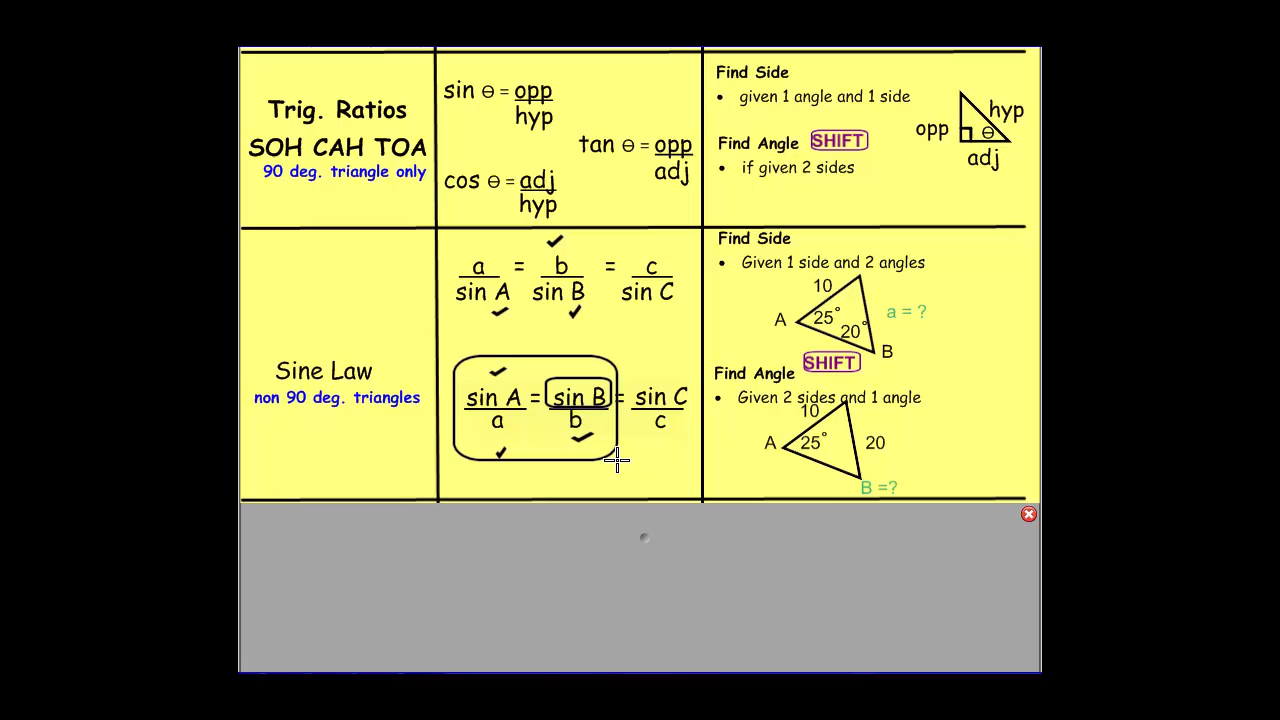 Trig. Ratios
SOH CAH TOA
90 deg. triangle only
sin ө = opp
hyp
tan ө = opp
adj
cos ө = adj
hyp
Find Side
• given 1 angle and 1 side
Find Angle SHIFT
• if given 2 sides
opp
hyp
ө
adj
Sine Law
non 90 deg. triangles
a = b = c
sin A sin B sin C
sin A = sin B = sin C
a b c
Find Side
• Given 1 side and 2 angles
10
A 25° a = ?
20°
B
SHIFT
Find Angle
• Given 2 sides and 1 angle
10
A 25° 20
B =?